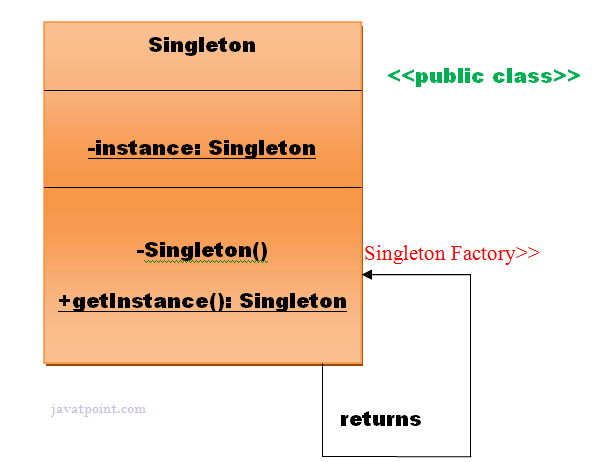 Singleton
<<public class>>
-instance: Singleton
-Singleton()
Singleton Factory>>
+getInstance(): Singleton
javatpoint.com
returns